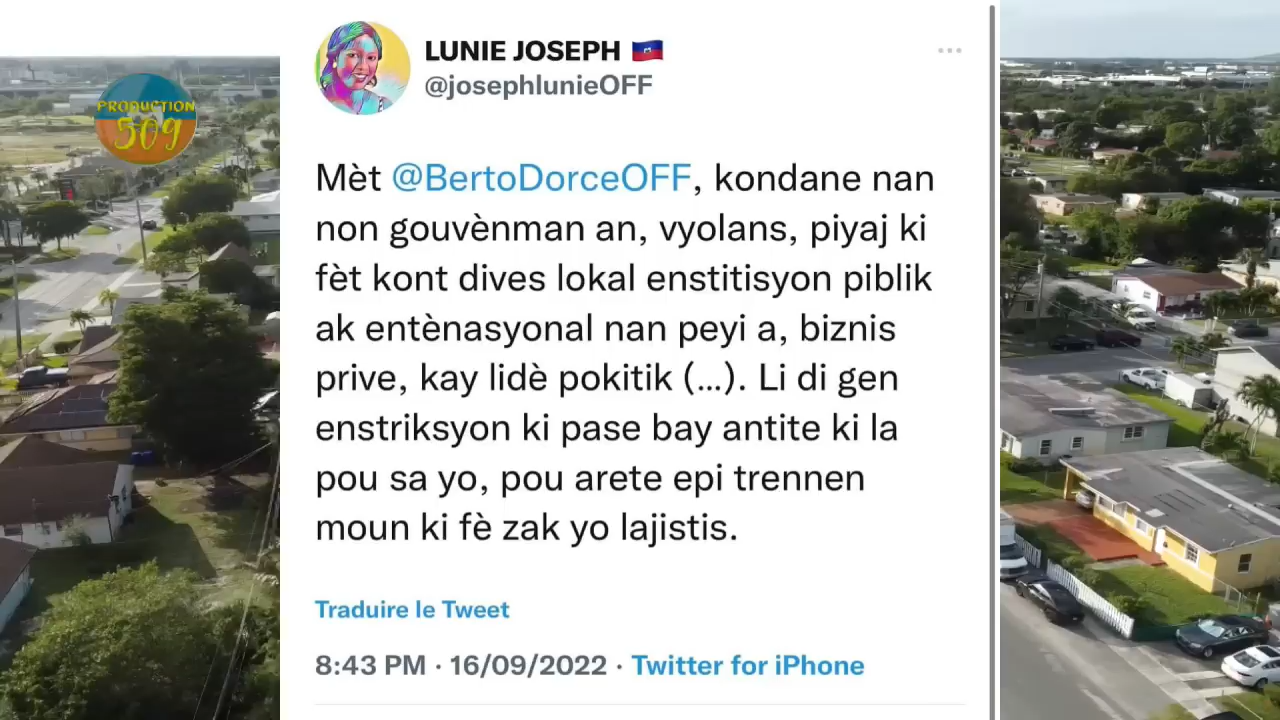 PRODUCTION
509
LUNIE JOSEPH 🇭🇹
@josephlunieOFF
Mèt @BertoDorceOFF, kondane nan
non gouvènman an, vyolans, piyaj ki
fèt kont dives lokal enstitisyon piblik
ak entènasyonal nan peyi a, biznis
prive, kay lidè pokitik (...). Li di gen
enstriksyon ki pase bay antite ki la
pou sa yo, pou arete epi trennen
moun ki fè zak yo lajistis.
Traduire le Tweet
8:43 PM · 16/09/2022 · Twitter for iPhone